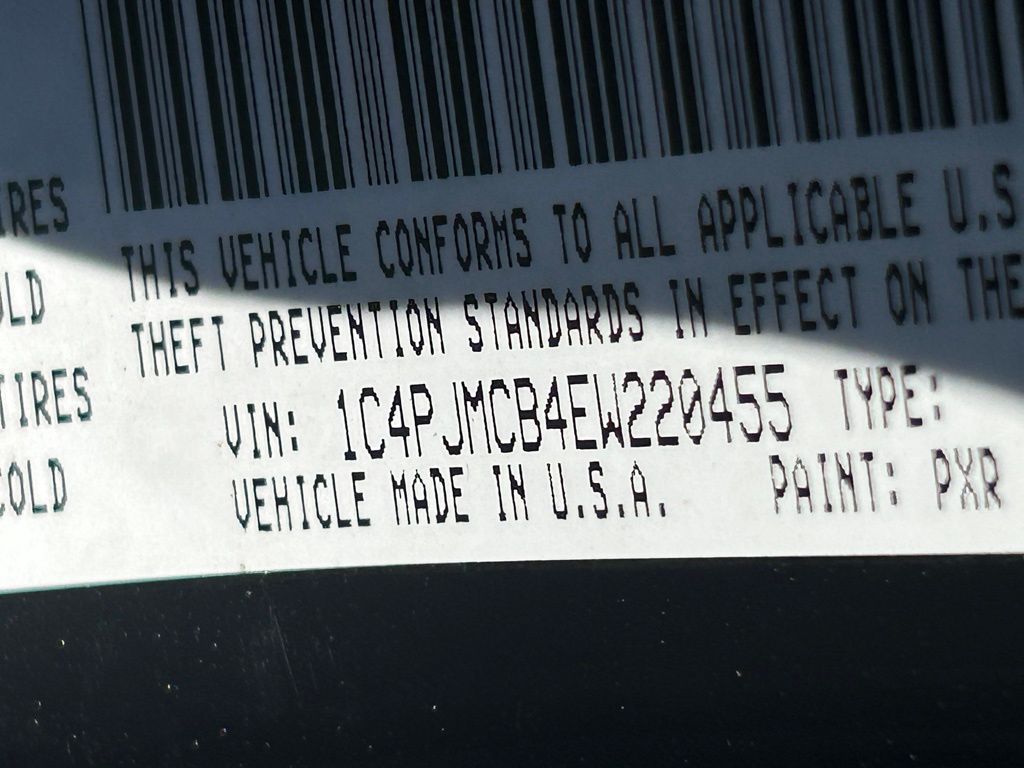 IRES
THIS VEHICLE CONFORMS TO ALL APPLICABLE U.S
OLD
THEFT PREVENTION STANDARDS IN EFFECT ON THE
TIRES
VIN: 1C4PJMCB4EW220455 TYPE:
COLD
VEHICLE MADE IN U.S.A. PAINT: PXR